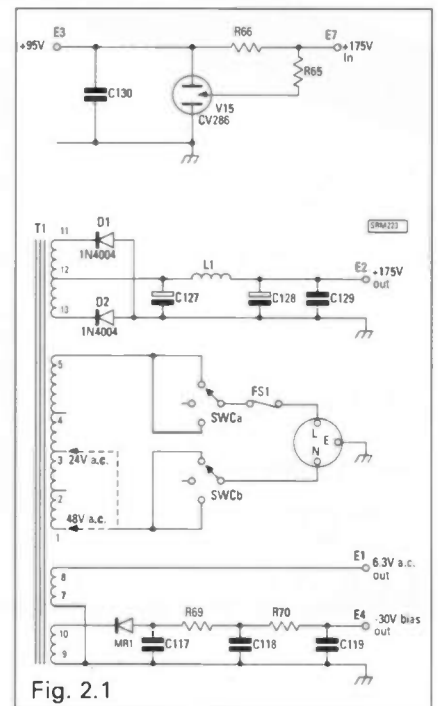 +95V E3 R66 E7 +175V
In
R65
C130
V15
CV286
SRM223
T1
11 D1
1N4004
12 L1 E2 +175V
out
C127 C128 C129
13 D2
1N4004
5
SWCa FS1
4
L E
N
3 24V a.c.
SWCb
2
48V a.c.
1
8 E1 6.3V a.c.
out
7
10 R69 R70 E4 -30V bias
out
MR1 C117 C118 C119
9
Fig. 2.1